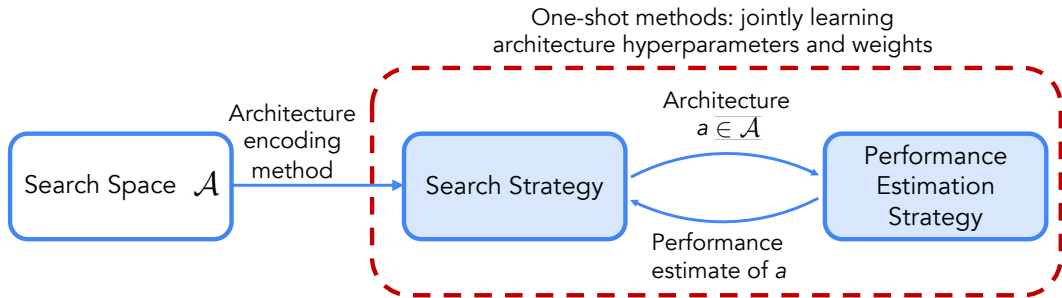 One-shot methods: jointly learning
architecture hyperparameters and weights
Architecture
encoding
method
Search Space 𝒜
Search Strategy
Architecture
a ∈ 𝒜
Performance
estimate of a
Performance
Estimation
Strategy